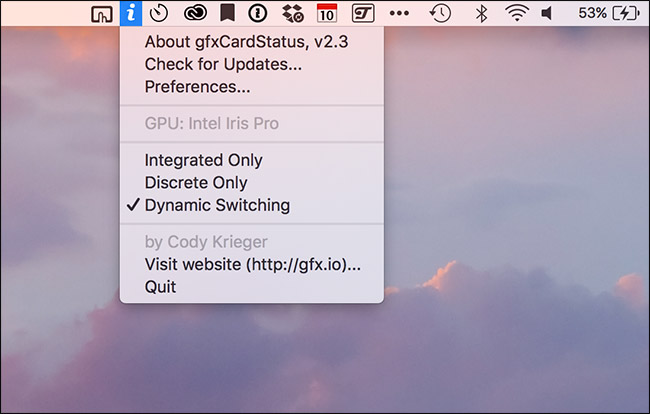 10
53%
About gfxCardStatus, v2.3
Check for Updates...
Preferences...
GPU: Intel Iris Pro
Integrated Only
Discrete Only
Dynamic Switching
by Cody Krieger
Visit website (http://gfx.io)...
Quit